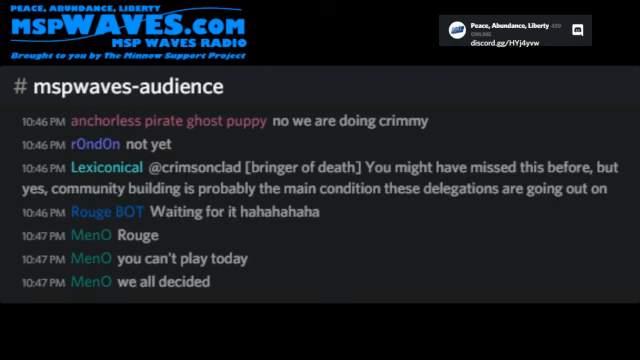 PEACE, ABUNDANCE, LIBERTY
MSPWAVES.COM
MSP WAVES RADIO
Brought to you by The Minnow Support Project
Peace, Abundance, Liberty 459
ONLINE
discord.gg/HYj4yvw
# mspwaves-audience
10:46 PM anchorless pirate ghost puppy no we are doing crimmy
10:46 PM r0nd0n not yet
10:46 PM Lexiconical @crimsonclad [bringer of death] You might have missed this before, but
yes, community building is probably the main condition these delegations are going out on
10:46 PM Rouge BOT Waiting for it hahahahaha
10:47 PM MenO Rouge
10:47 PM MenO you can't play today
10:47 PM MenO we all decided